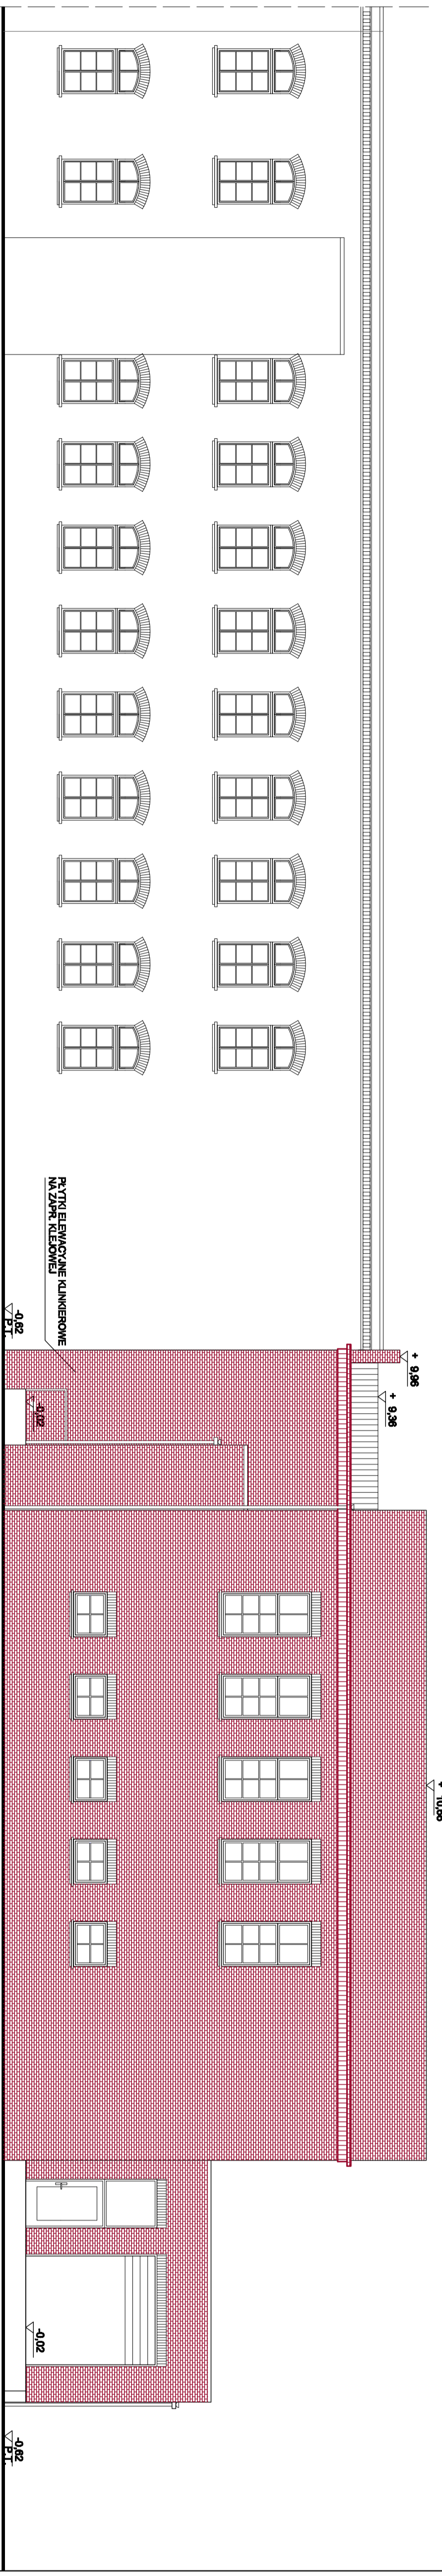 PŁYTKI ELEWACYJNE KLINKIEROWE
NA ZAPR. KLEJOWEJ
-0,62
P.T.
-0,02
+ 9,96
+ 9,36
+ 10,66
-0,02
-0,62
P.T.